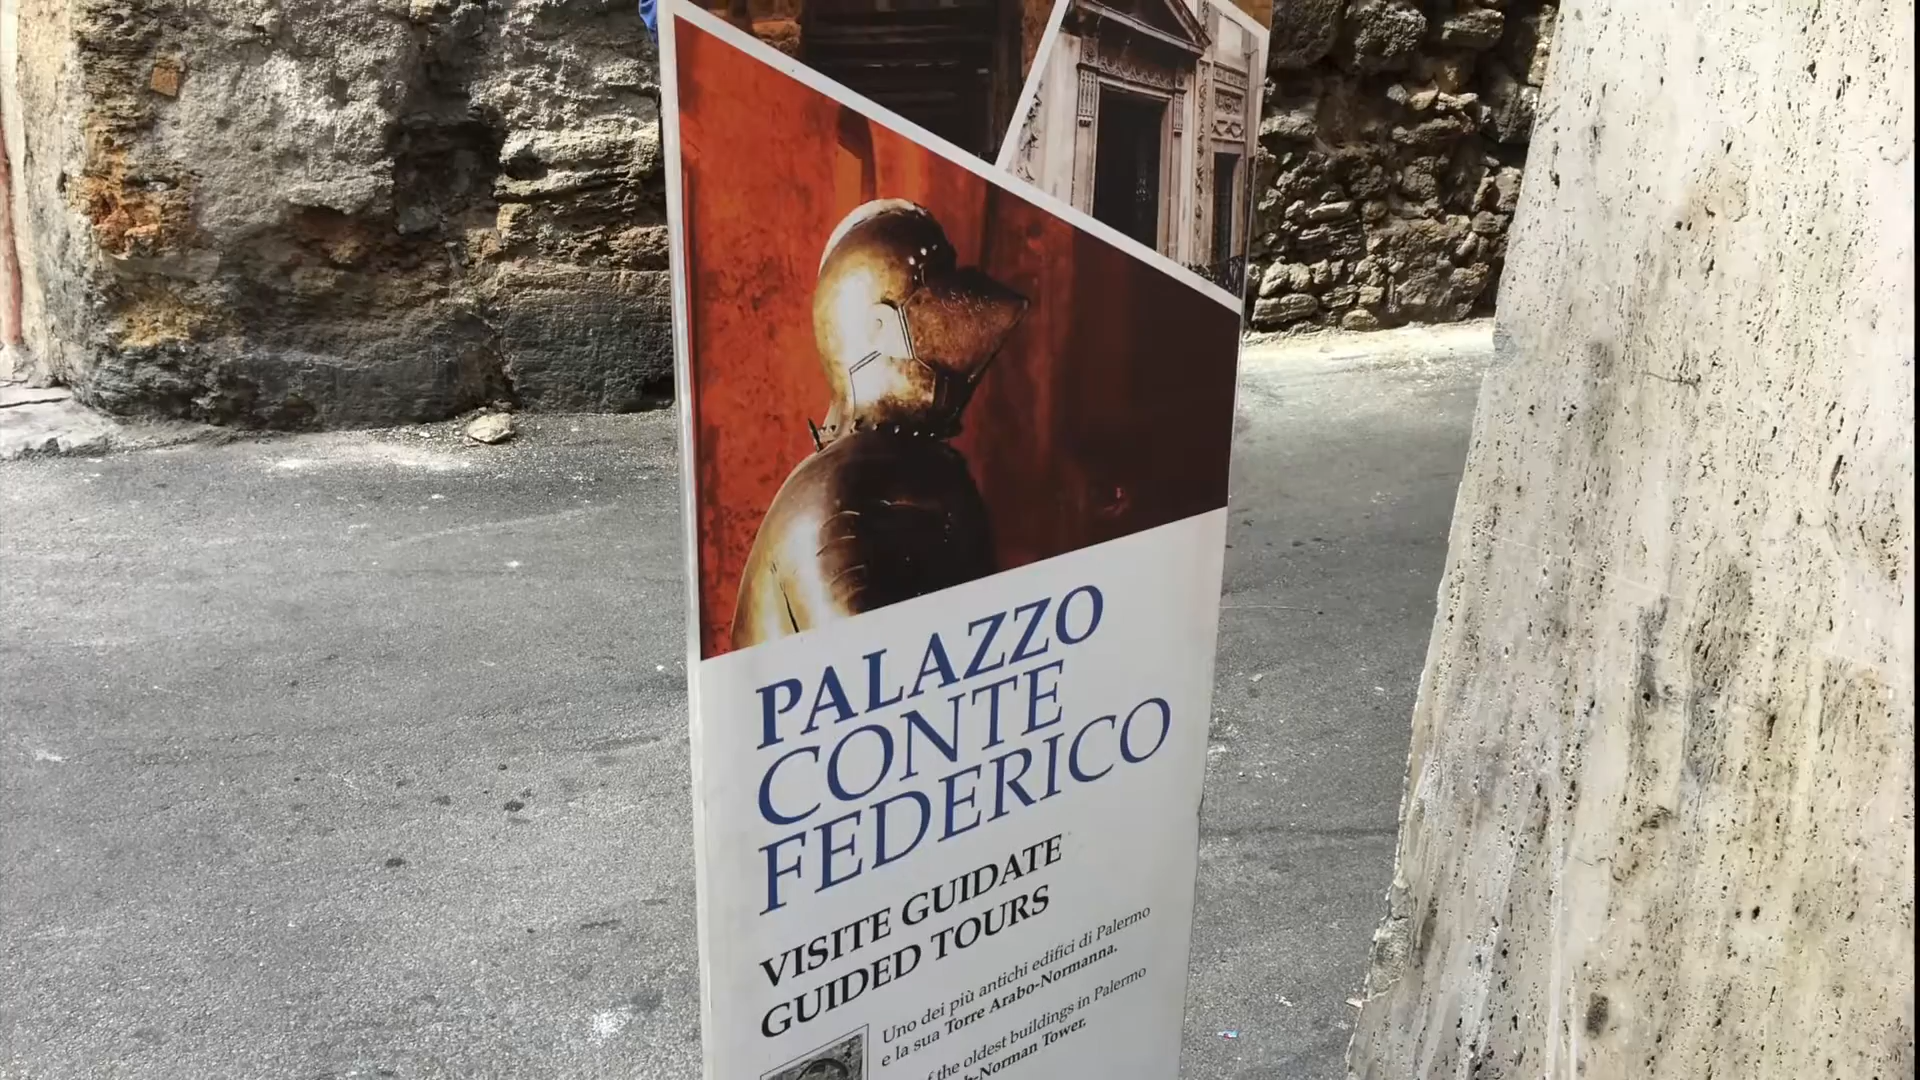 PALAZZO
CONTE
FEDERICO
VISITE GUIDATE
GUIDED TOURS
Uno dei più antichi edifici di Palermo
e la sua Torre Arabo-Normanna.
the oldest buildings in Palermo
-Norman Tower.